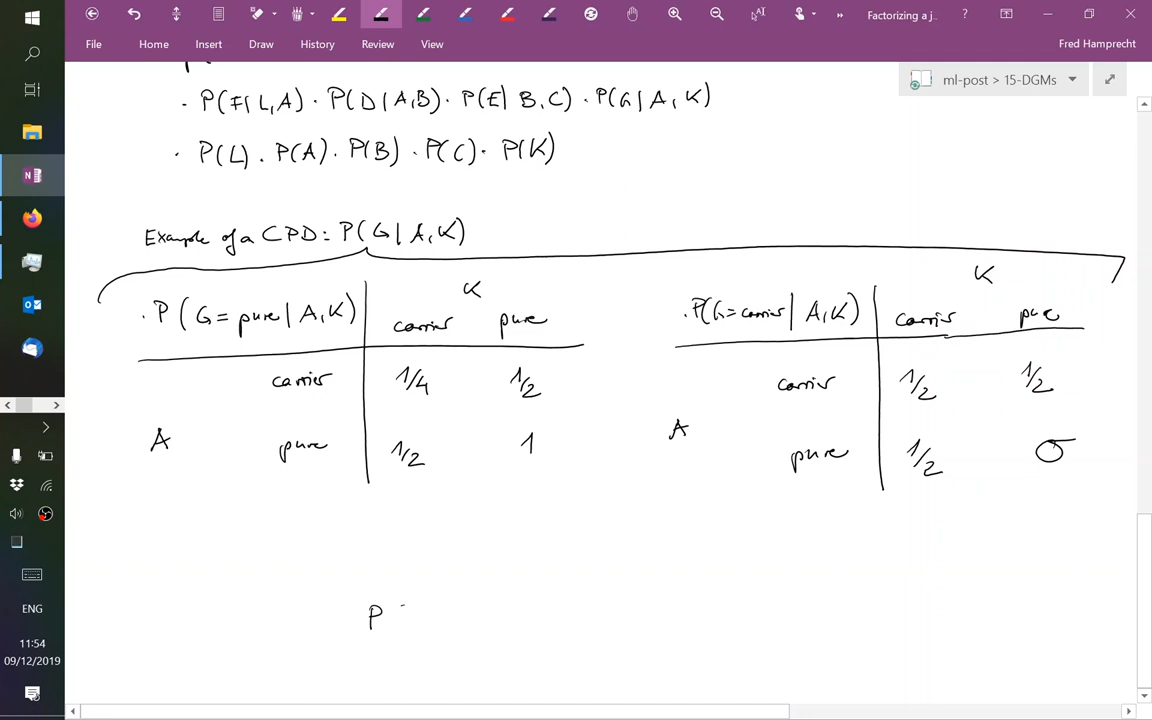 Factorizing a j...
Fred Hamprecht
File Home Insert Draw History Review View
ml-post > 15-DGMs
· P(F|L,A) · P(D|A,B) · P(E|B,C) · P(G|A,K)
· P(L) · P(A) · P(B) · P(C) · P(K)
Example of a CPD: P(G|A,K)
· P(G=pure|A,K) K carrier pure
carrier 1/4 1/2
A pure 1/2 1
· P(G=carrier|A,K) K carrier pure
carrier 1/2 1/2
A pure 1/2 0
P
ENG
11:54
09/12/2019